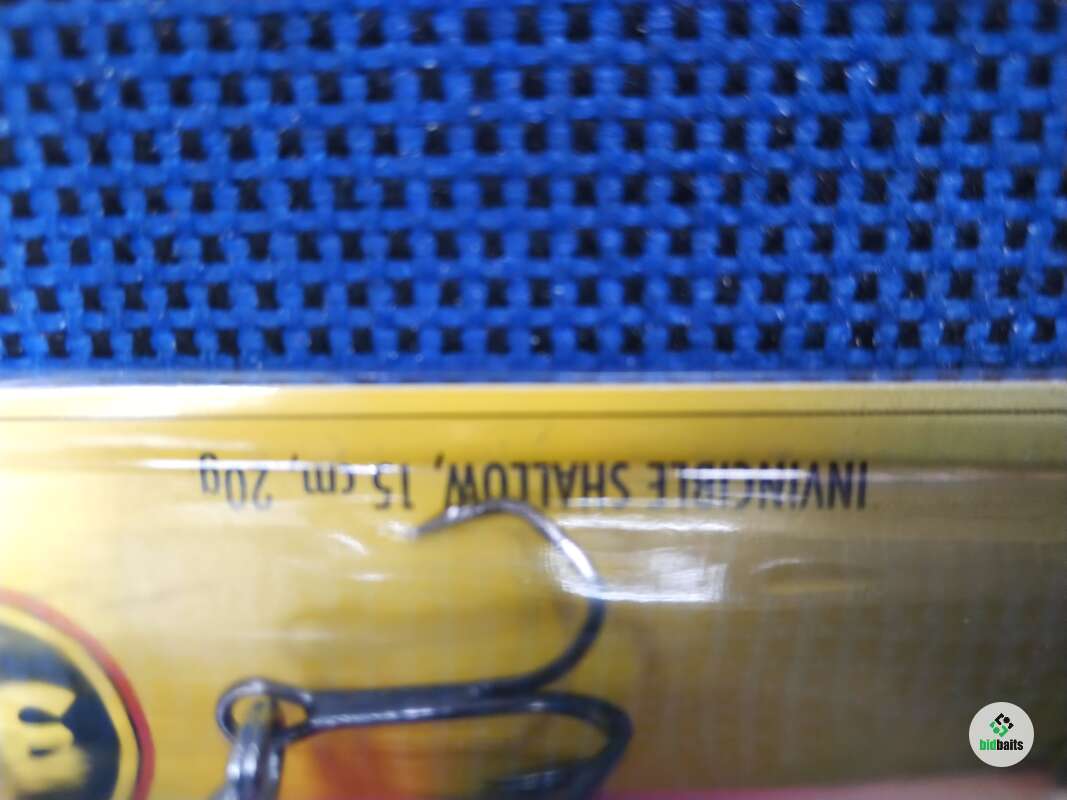 INVINCIBLE SHALLOW, 15 cm, 20g
bidbaits